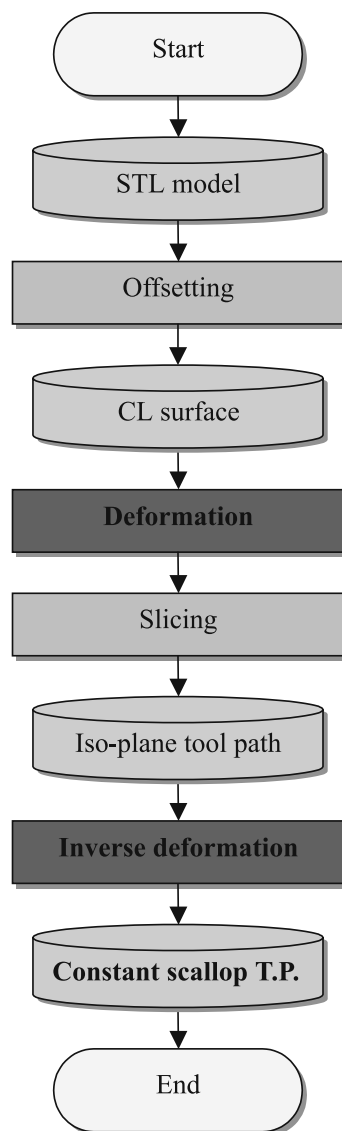 Start
STL model
Offsetting
CL surface
Deformation
Slicing
Iso-plane tool path
Inverse deformation
Constant scallop T.P.
End